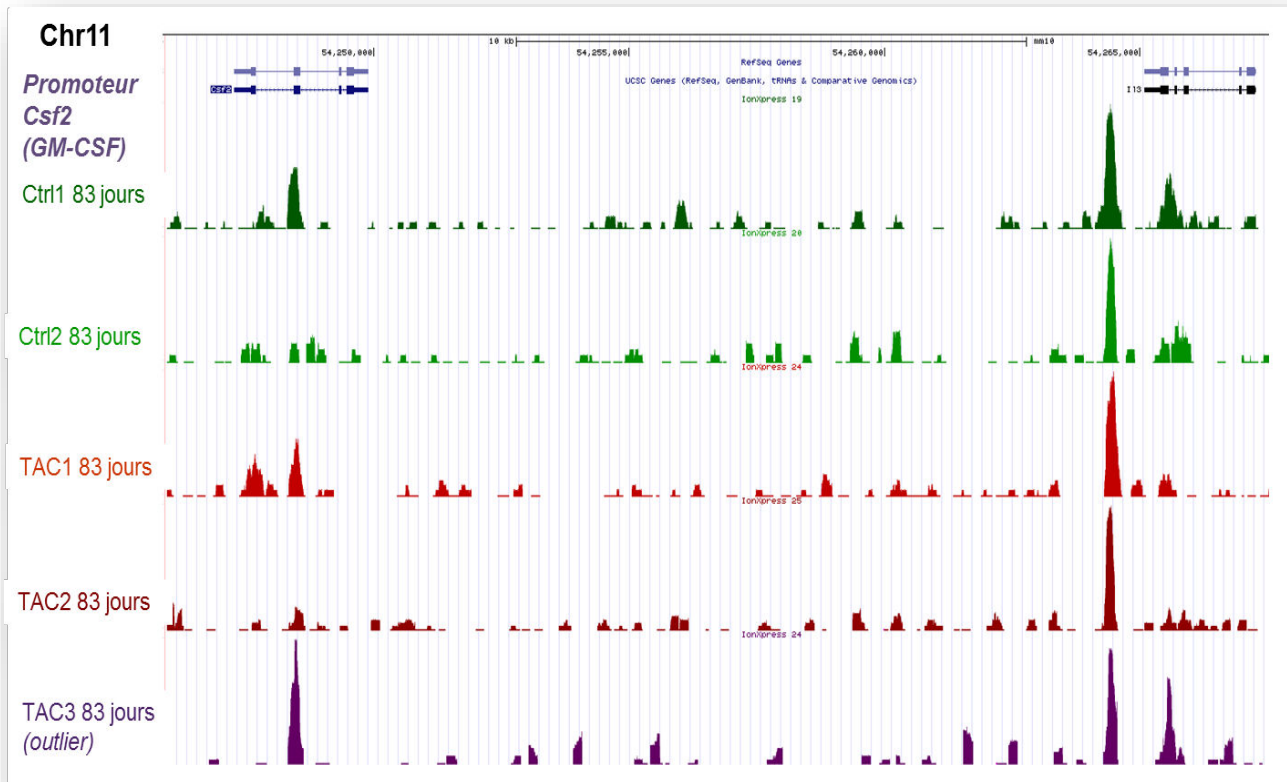 Chr11
Promoteur
Csf2
(GM-CSF)
10 kb
mm10
54,250,000
54,255,000
54,260,000
54,265,000
RefSeq Genes
UCSC Genes (RefSeq, GenBank, tRNAs & Comparative Genomics)
Csf2
Il3
IonXpress 19
Ctrl1 83 jours
IonXpress 20
Ctrl2 83 jours
IonXpress 24
TAC1 83 jours
IonXpress 25
TAC2 83 jours
IonXpress 24
TAC3 83 jours
(outlier)